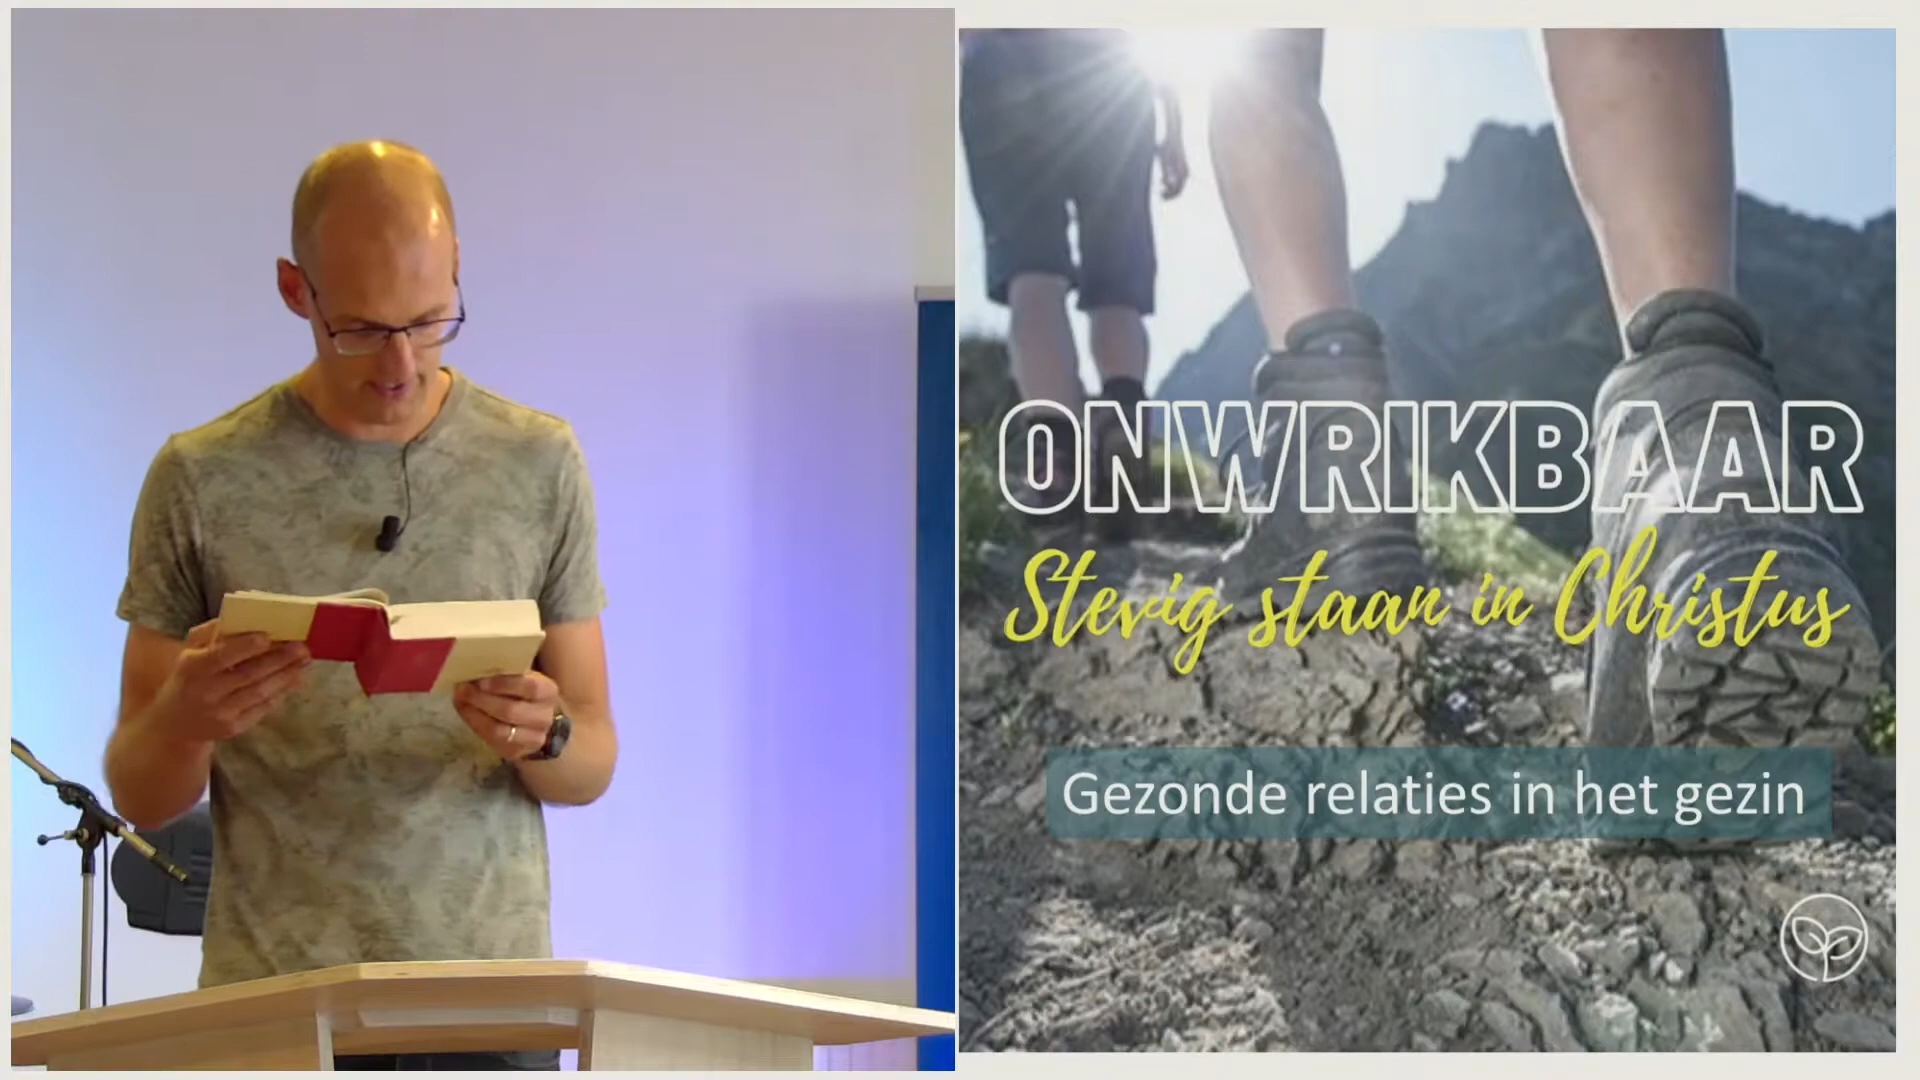 ONWRIKBAAR
Stevig staan in Christus
Gezonde relaties in het gezin